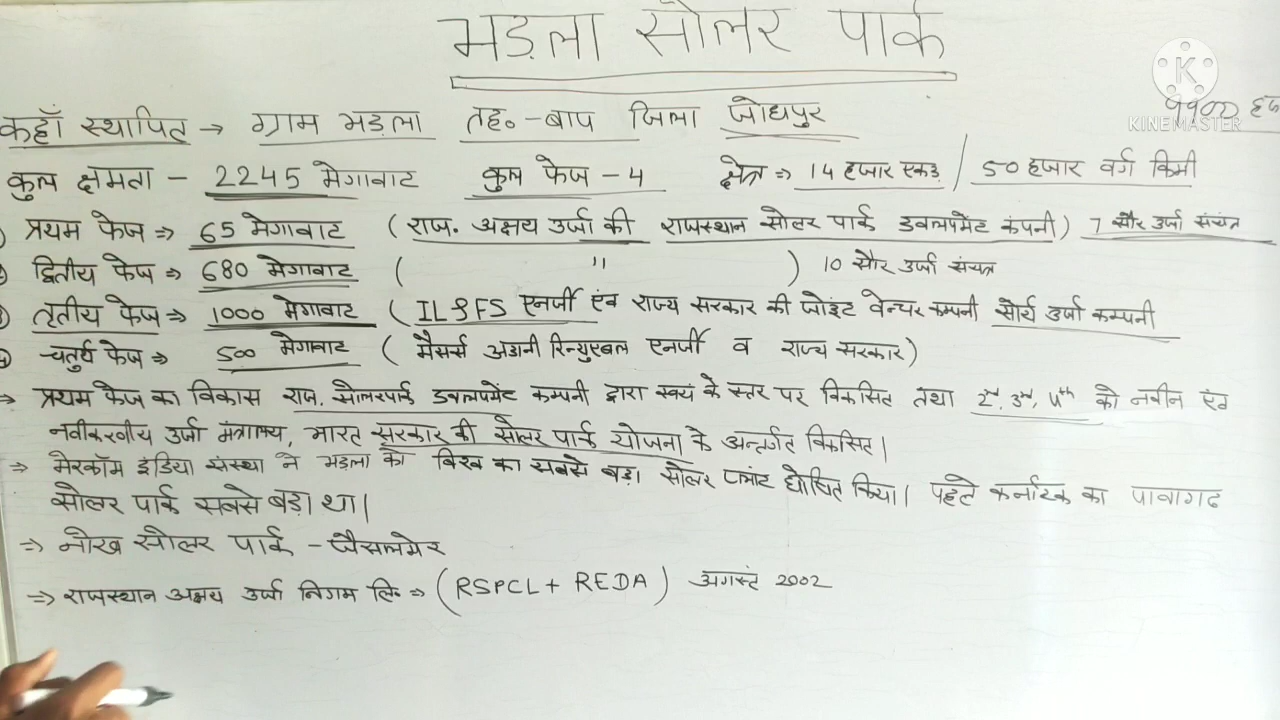 भड़ला सोलर पार्क
KINEMASTER
कहाँ स्थापित → ग्राम भड़ला तह०-बाप जिला जोधपुर
कुल क्षमता - 2245 मेगावाट कुल फेज - 4 क्षेत्र ⇒ 14 हजार एकड़ / 50 हजार वर्ग किमी
प्रथम फेज ⇒ 65 मेगावाट (राज. अक्षय उर्जा की राजस्थान सोलर पार्क डवलपमेंट कंपनी) 7 सौर उर्जा संयंत्र
द्वितीय फेज ⇒ 680 मेगावाट ( " ) 10 सौर उर्जा संयंत्र
तृतीय फेज ⇒ 1000 मेगावाट (IL&FS एनर्जी एंव राज्य सरकार की जोइंट वेन्चर कम्पनी सौर्य उर्जा कम्पनी
चतुर्थ फेज ⇒ 500 मेगावाट (मैसर्स अडानी रिन्युएबल एनर्जी व राज्य सरकार)
⇒ प्रथम फेज का विकास राज. सोलरपार्क डवलपमेंट कम्पनी द्वारा स्वयं के स्तर पर विकसित तथा 2nd, 3rd, 4th को नवीन एंव
नवीकरणीय उर्जा मंत्रालय, भारत सरकार की सोलर पार्क योजना के अन्तर्गत विकसित।
⇒ मेरकॉम इंडिया संस्था ने भड़ला को विश्व का सबसे बड़ा सोलर प्लांट घोषित किया। पहले कर्नाटक का पावागढ
सोलर पार्क सबसे बड़ा था।
⇒ नोख सोलर पार्क - जैसलमेर
⇒ राजस्थान अक्षय उर्जा निगम लि. ⇒ (RSPCL + REDA) अगस्त 2002